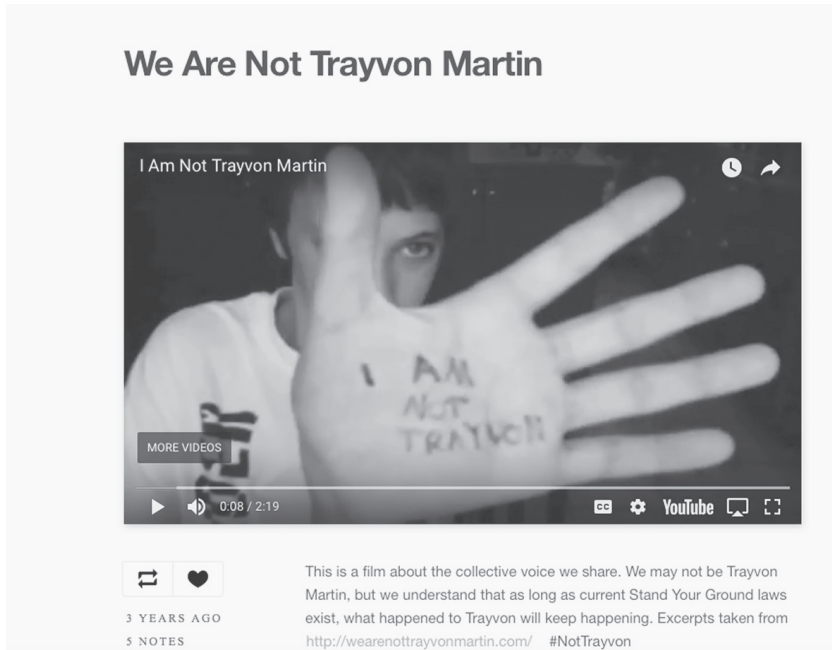 We Are Not Trayvon Martin
I Am Not Trayvon Martin
I AM
NOT
TRAYVON
MORE VIDEOS
0:08 / 2:19
CC
YouTube
This is a film about the collective voice we share. We may not be Trayvon
Martin, but we understand that as long as current Stand Your Ground laws
exist, what happened to Trayvon will keep happening. Excerpts taken from
http://wearenottrayvonmartin.com/ #NotTrayvon
3 YEARS AGO
5 NOTES